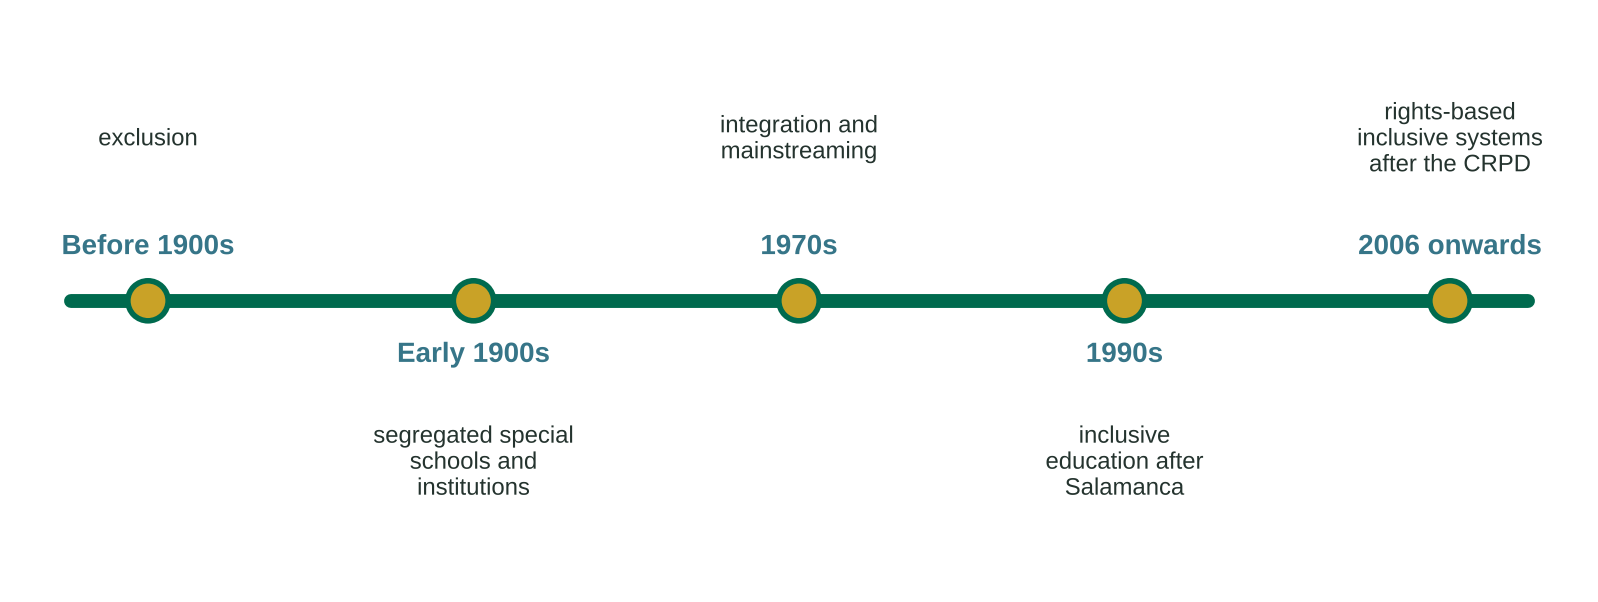 exclusion
Before 1900s
Early 1900s
segregated special
schools and
institutions
integration and
mainstreaming
1970s
1990s
inclusive
education after
Salamanca
rights-based
inclusive systems
after the CRPD
2006 onwards